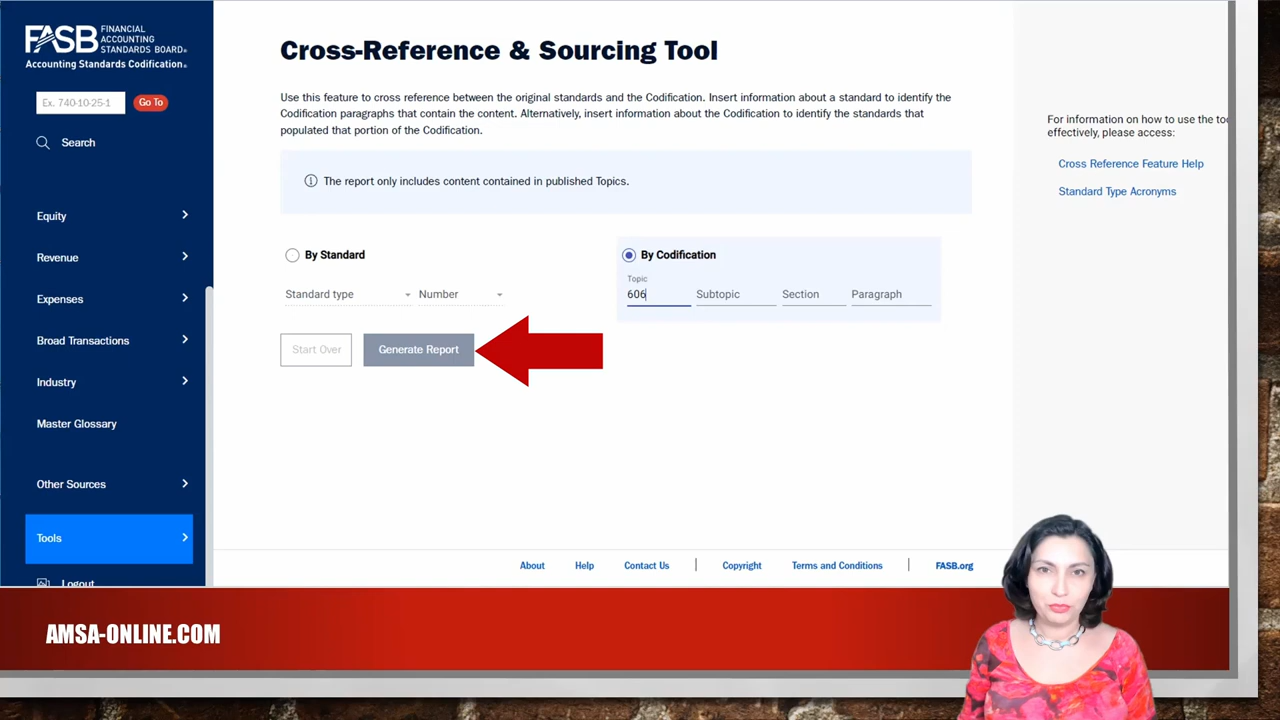 FASB FINANCIAL
ACCOUNTING
STANDARDS BOARD®
Accounting Standards Codification®
Ex. 740-10-25-1
Go To
Search
Equity
Revenue
Expenses
Broad Transactions
Industry
Master Glossary
Other Sources
Tools
Logout
Cross-Reference & Sourcing Tool
Use this feature to cross reference between the original standards and the Codification. Insert information about a standard to identify the
Codification paragraphs that contain the content. Alternatively, insert information about the Codification to identify the standards that
populated that portion of the Codification.
The report only includes content contained in published Topics.
By Standard
Standard type
Number
By Codification
Topic
606
Subtopic
Section
Paragraph
Start Over
Generate Report
For information on how to use the too
effectively, please access:
Cross Reference Feature Help
Standard Type Acronyms
About
Help
Contact Us
Copyright
Terms and Conditions
FASB.org
AMSA-ONLINE.COM